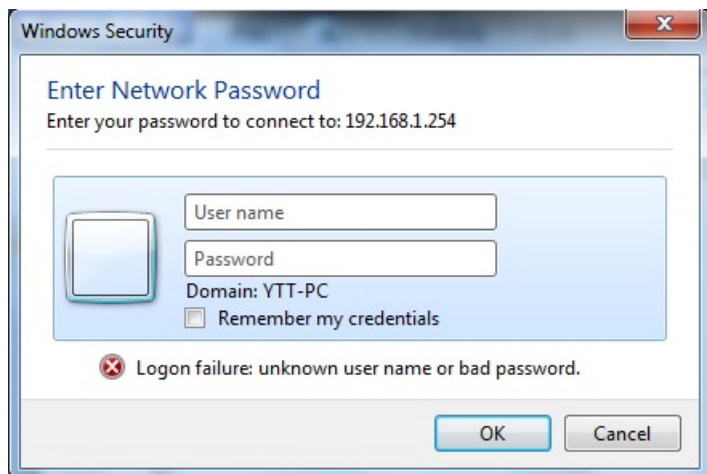 Windows Security
Enter Network Password
Enter your password to connect to: 192.168.1.254
User name
Password
Domain: YTT-PC
Remember my credentials
Logon failure: unknown user name or bad password.
OK
Cancel